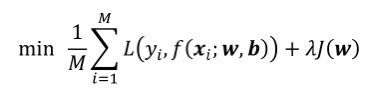 min 1/M ∑_{i=1}^{M} L(y_i, f(x_i; w, b)) + λJ(w)